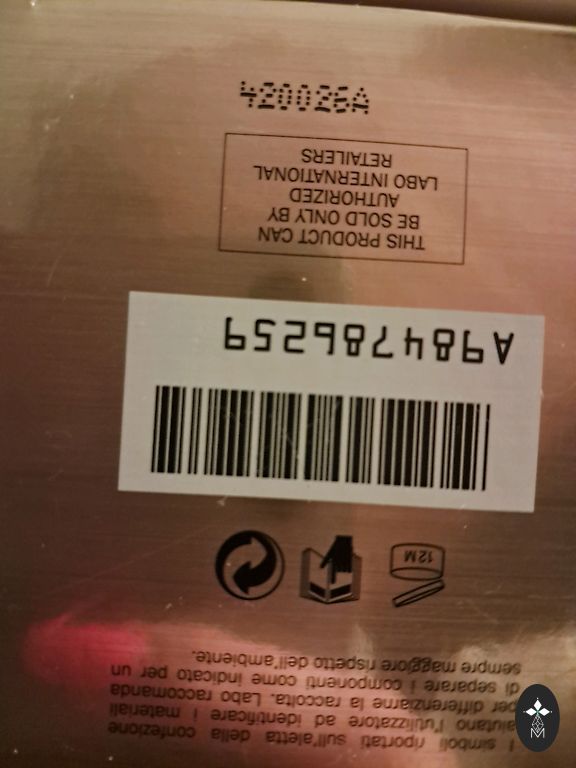 I simboli riportati sull'aletta della confezione
aiutano l'utilizzatore ad identificare i materiali
per differenziarne la raccolta. Labo raccomanda
di separare i componenti come indicato per un
sempre maggiore rispetto dell'ambiente.
12M
A984786259
THIS PRODUCT CAN
BE SOLD ONLY BY
AUTHORIZED
LABO INTERNATIONAL
RETAILERS
420026A
M